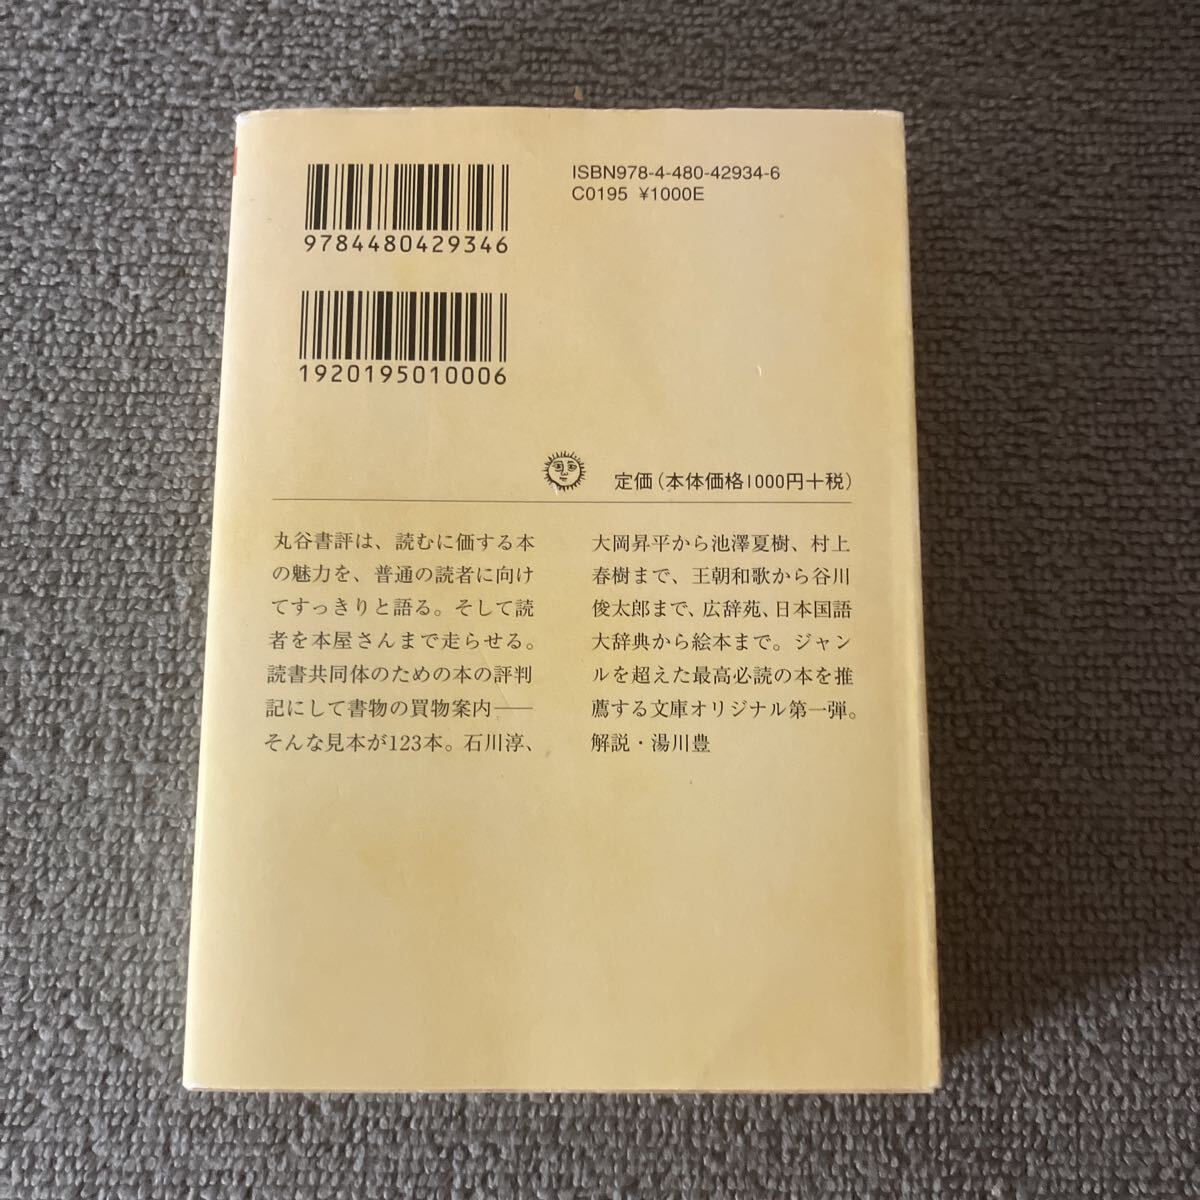 ISBN978-4-480-42934-6
C0195 ¥1000E
9784480429346
1920195010006
定価(本体価格1000円+税)
丸谷書評は、読むに価する本
の魅力を、普通の読者に向け
てすっきりと語る。そして読
者を本屋さんまで走らせる。
読書共同体のための本の評判
記にして書物の買物案内――
そんな見本が123本。石川淳、
大岡昇平から池澤夏樹、村上
春樹まで、王朝和歌から谷川
俊太郎まで、広辞苑、日本国語
大辞典から絵本まで。ジャン
ルを超えた最高必読の本を推
薦する文庫オリジナル第一弾。
解説・湯川豊